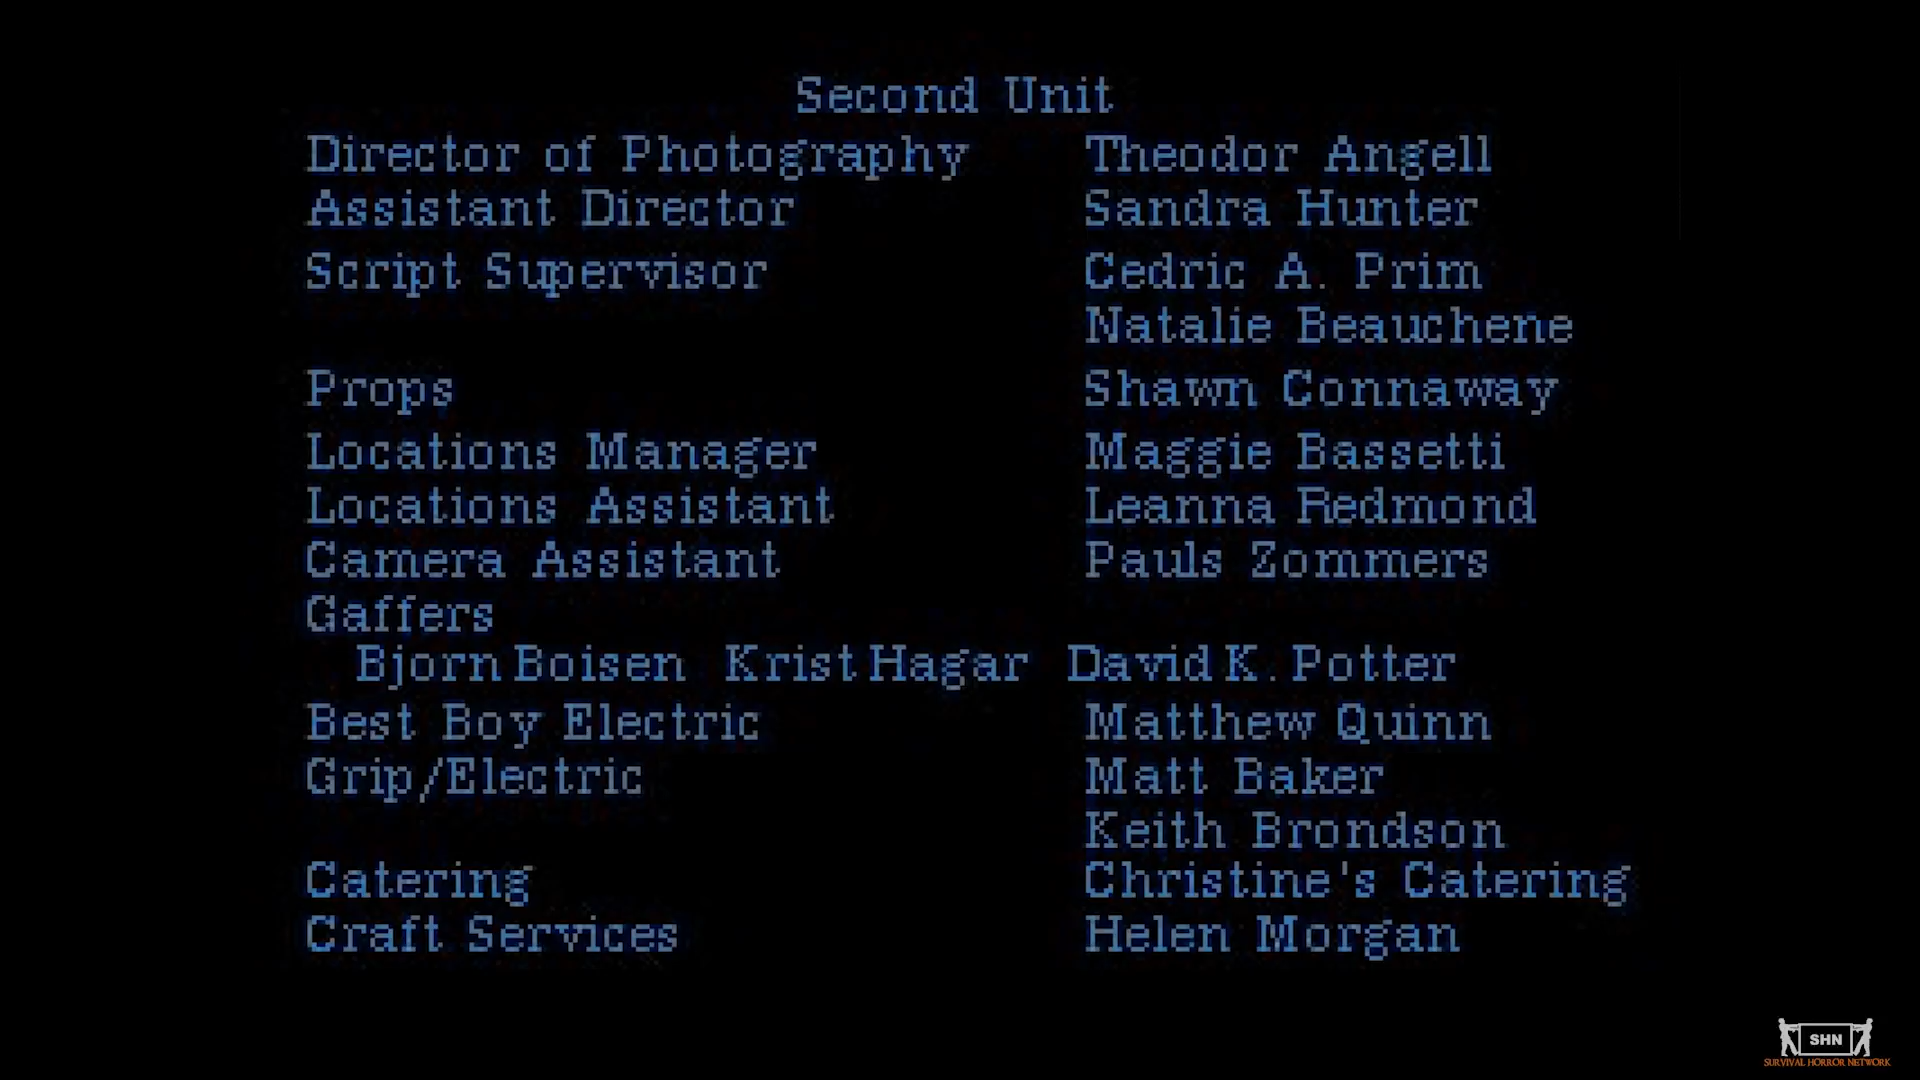 Second Unit
Director of Photography Theodor Angell
Assistant Director Sandra Hunter
Script Supervisor Cedric A. Prim
Natalie Beauchene
Props Shawn Connaway
Locations Manager Maggie Bassetti
Locations Assistant Leanna Redmond
Camera Assistant Pauls Zommers
Gaffers
Bjorn Boisen Krist Hagar David K. Potter
Best Boy Electric Matthew Quinn
Grip/Electric Matt Baker
Keith Brondson
Catering Christine's Catering
Craft Services Helen Morgan
SHN
SURVIVAL HORROR NETWORK